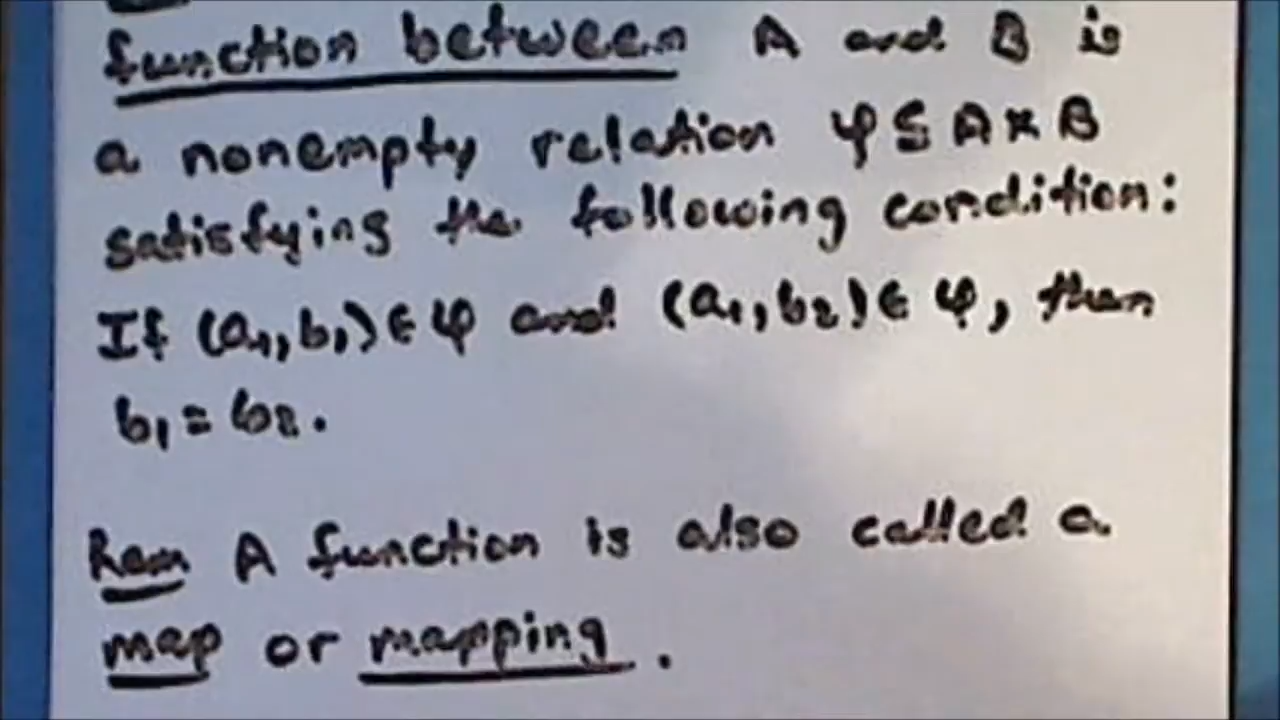 function between A and B is
a nonempty relation φ ⊆ A × B
satisfying the following condition:
If (a₁, b₁) ∈ φ and (a₁, b₂) ∈ φ, then
b₁ = b₂.
Rem A function is also called a
map or mapping.